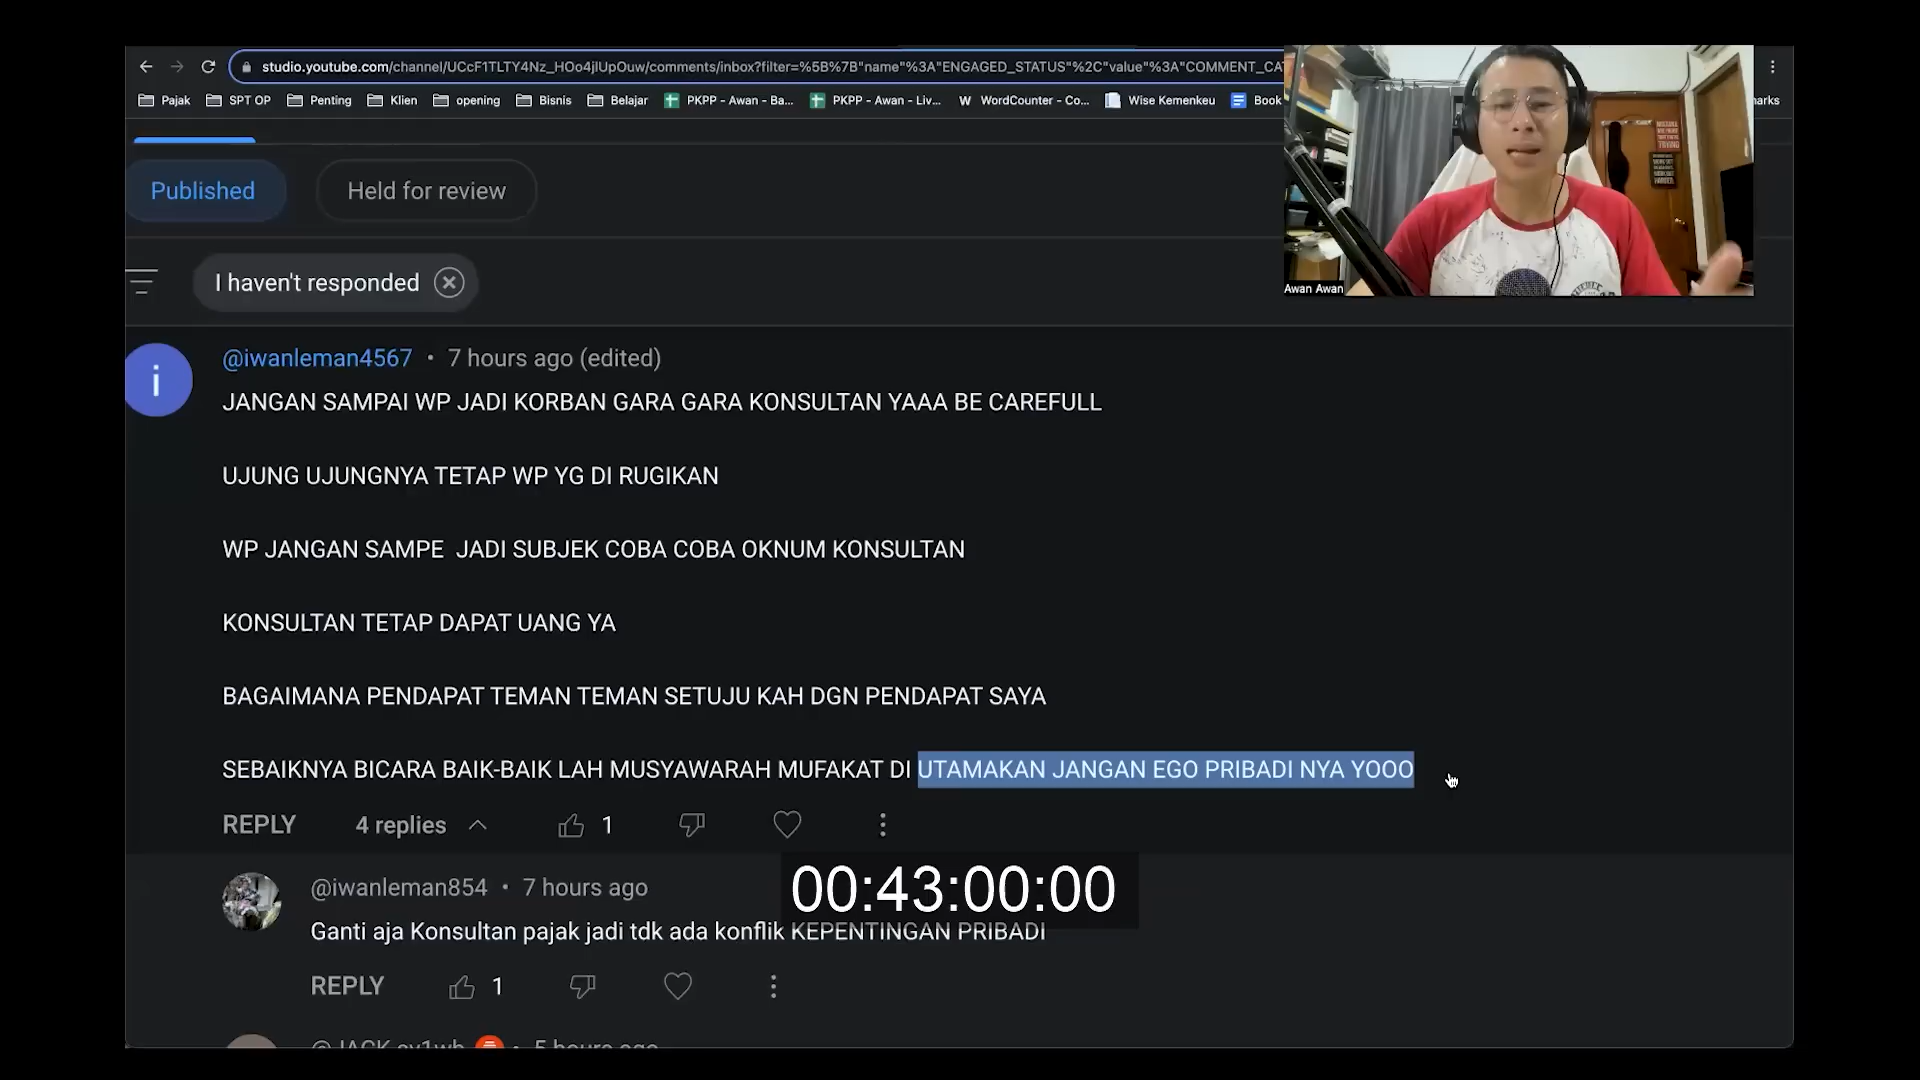 studio.youtube.com/channel/UCcF1TLTY4Nz_HOo4jlUpOuw/comments/inbox?filter=%5B%7B"name"%3A"ENGAGED_STATUS"%2C"value"%3A"COMMENT_CA
Pajak SPT OP Penting Klien opening Bisnis Belajar PKPP - Awan - Ba... PKPP - Awan - Liv... WordCounter - Co... Wise Kemenkeu Book arks
Awan Awan
Published Held for review
I haven't responded
i
@iwanleman4567 • 7 hours ago (edited)
JANGAN SAMPAI WP JADI KORBAN GARA GARA KONSULTAN YAAA BE CAREFULL
UJUNG UJUNGNYA TETAP WP YG DI RUGIKAN
WP JANGAN SAMPE JADI SUBJEK COBA COBA OKNUM KONSULTAN
KONSULTAN TETAP DAPAT UANG YA
BAGAIMANA PENDAPAT TEMAN TEMAN SETUJU KAH DGN PENDAPAT SAYA
SEBAIKNYA BICARA BAIK-BAIK LAH MUSYAWARAH MUFAKAT DI UTAMAKAN JANGAN EGO PRIBADI NYA YOOO
REPLY 4 replies 1
00:43:00:00
@iwanleman854 • 7 hours ago
Ganti aja Konsultan pajak jadi tdk ada konflik KEPENTINGAN PRIBADI
REPLY 1
5 hours ago